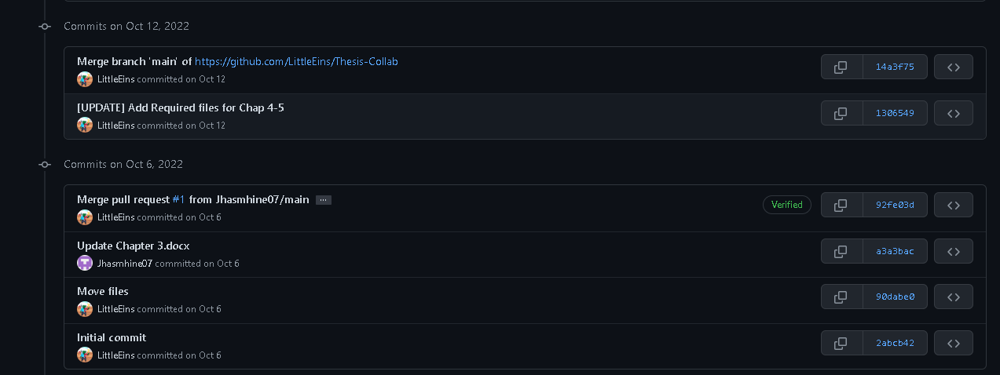 Commits on Oct 12, 2022
Merge branch 'main' of https://github.com/LittleEins/Thesis-Collab
14a3f75
LittleEins committed on Oct 12
[UPDATE] Add Required files for Chap 4-5
1306549
LittleEins committed on Oct 12
Commits on Oct 6, 2022
Merge pull request #1 from Jhasmhine07/main ...
Verified
92fe03d
LittleEins committed on Oct 6
Update Chapter 3.docx
a3a3bac
Jhasmhine07 committed on Oct 6
Move files
90dabe0
LittleEins committed on Oct 6
Initial commit
2abcb42
LittleEins committed on Oct 6